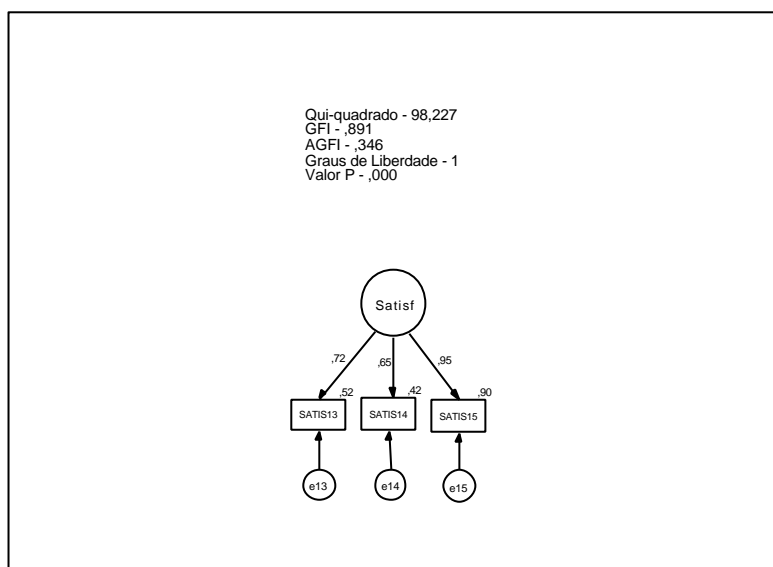 Qui-quadrado - 98,227
GFI - ,891
AGFI - ,346
Graus de Liberdade - 1
Valor P - ,000
Satisf
,72
,65
,95
,52
,42
,90
SATIS13
SATIS14
SATIS15
e13
e14
e15